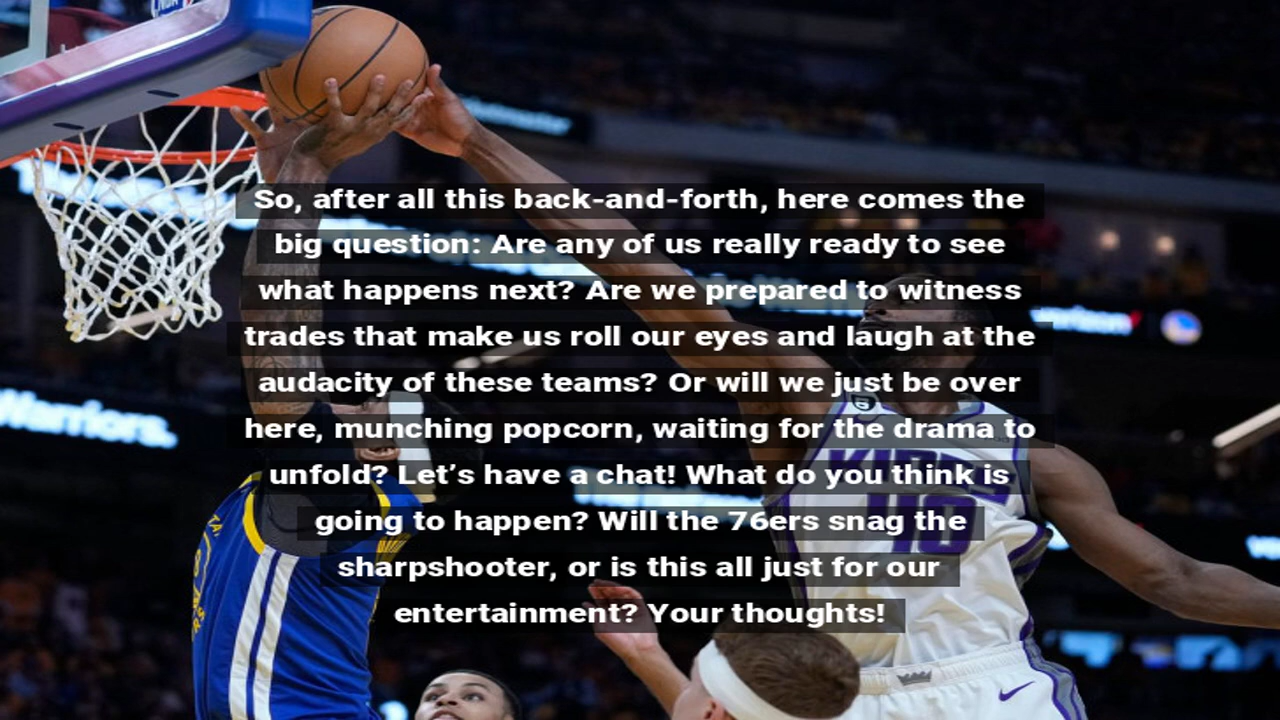 So, after all this back-and-forth, here comes the
big question: Are any of us really ready to see
what happens next? Are we prepared to witness
trades that make us roll our eyes and laugh at the
audacity of these teams? Or will we just be over
here, munching popcorn, waiting for the drama to
unfold? Let’s have a chat! What do you think is
going to happen? Will the 76ers snag the
sharpshooter, or is this all just for our
entertainment? Your thoughts!
Warriors.
verizon
KINGS
40